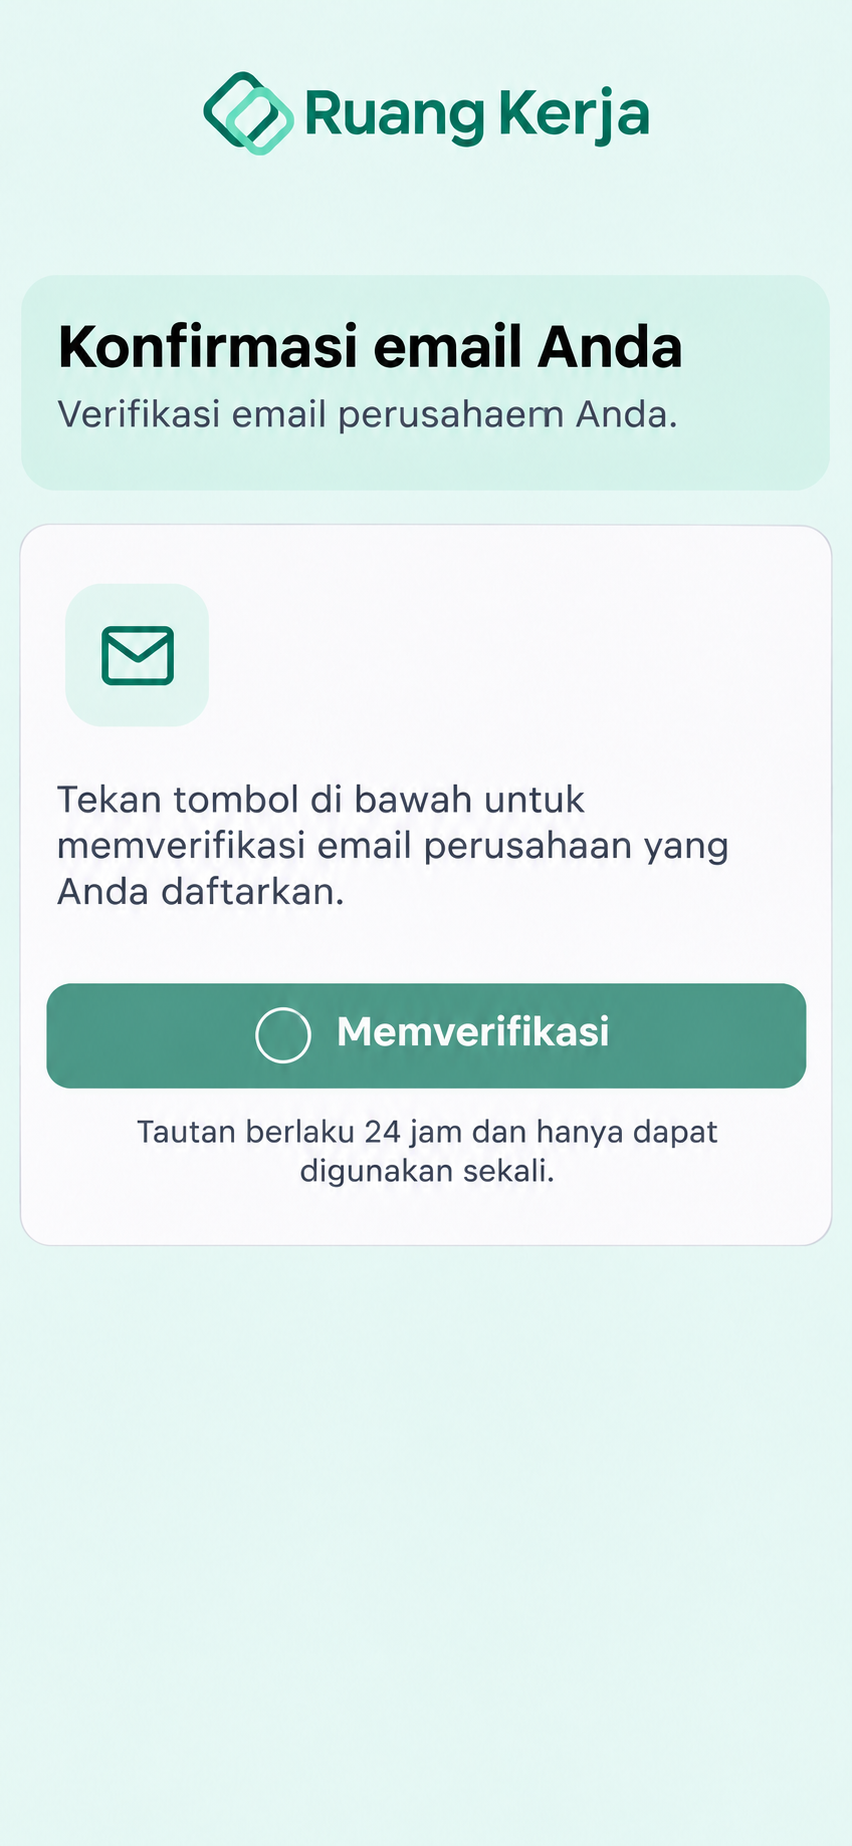 Ruang Kerja
Konfirmasi email Anda
Verifikasi email Anda.
Tekan tombol di bawah untuk
memverifikasi email perusahaan yang
Anda daftarkan.
Memverifikasi
Tautan berlaku 24 jam dan hanya dapat
digunakan sekali.